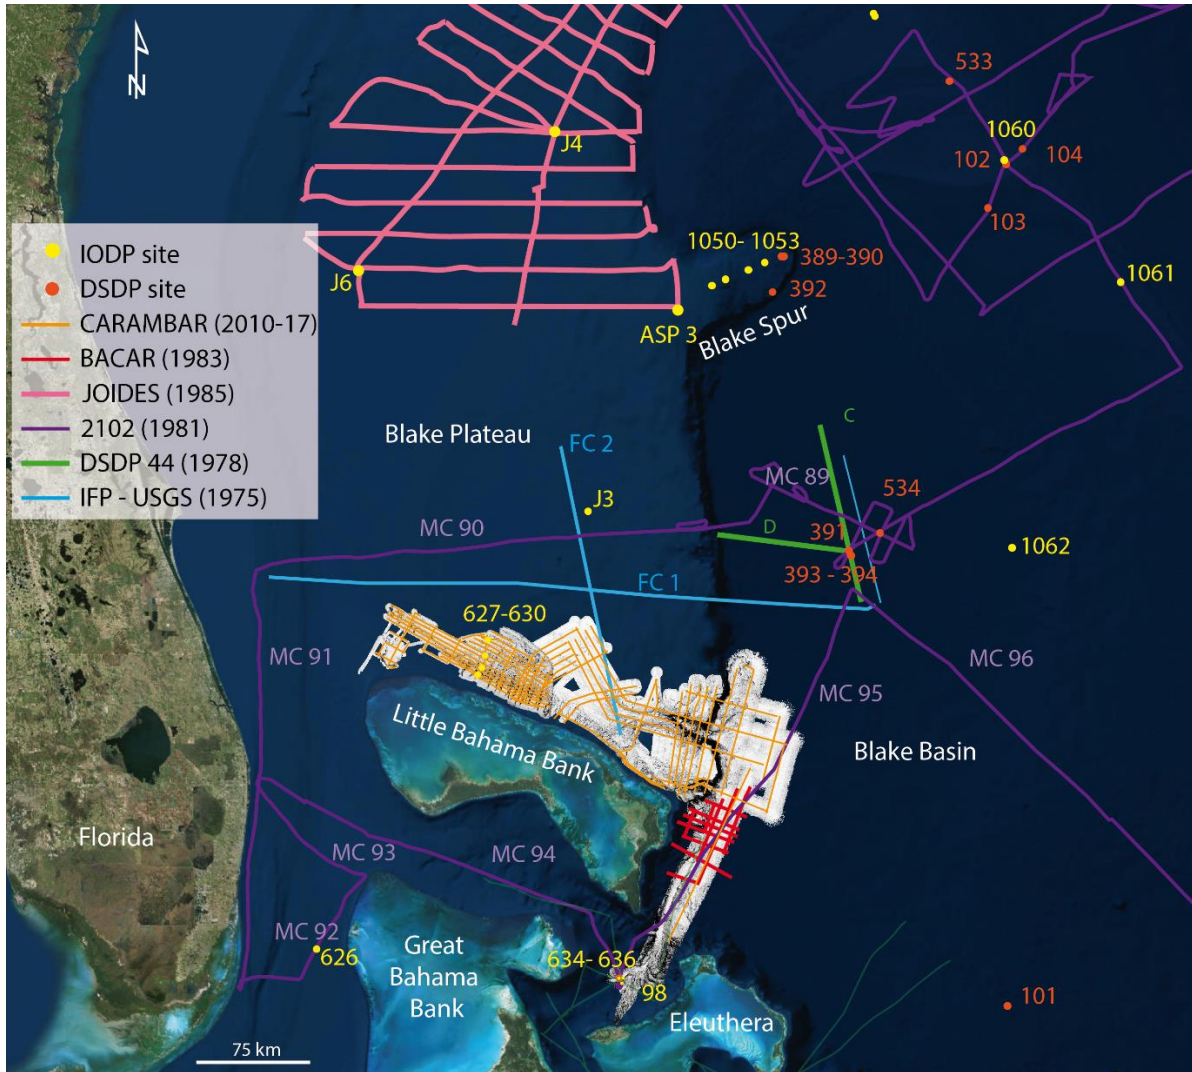 N
533
1060
102
104
103
J4
1050- 1053
389-390
392
1061
J6
ASP 3
Blake Spur
IODP site
DSDP site
CARAMBAR (2010-17)
BACAR (1983)
JOIDES (1985)
2102 (1981)
DSDP 44 (1978)
IFP - USGS (1975)
Blake Plateau
FC 2
C
MC 89
J3
534
MC 90
D
391
1062
FC 1
393 - 394
627-630
MC 91
MC 96
MC 95
Little Bahama Bank
Blake Basin
Florida
MC 93
MC 94
MC 92
626
Great
Bahama
Bank
634- 636
98
101
Eleuthera
75 km